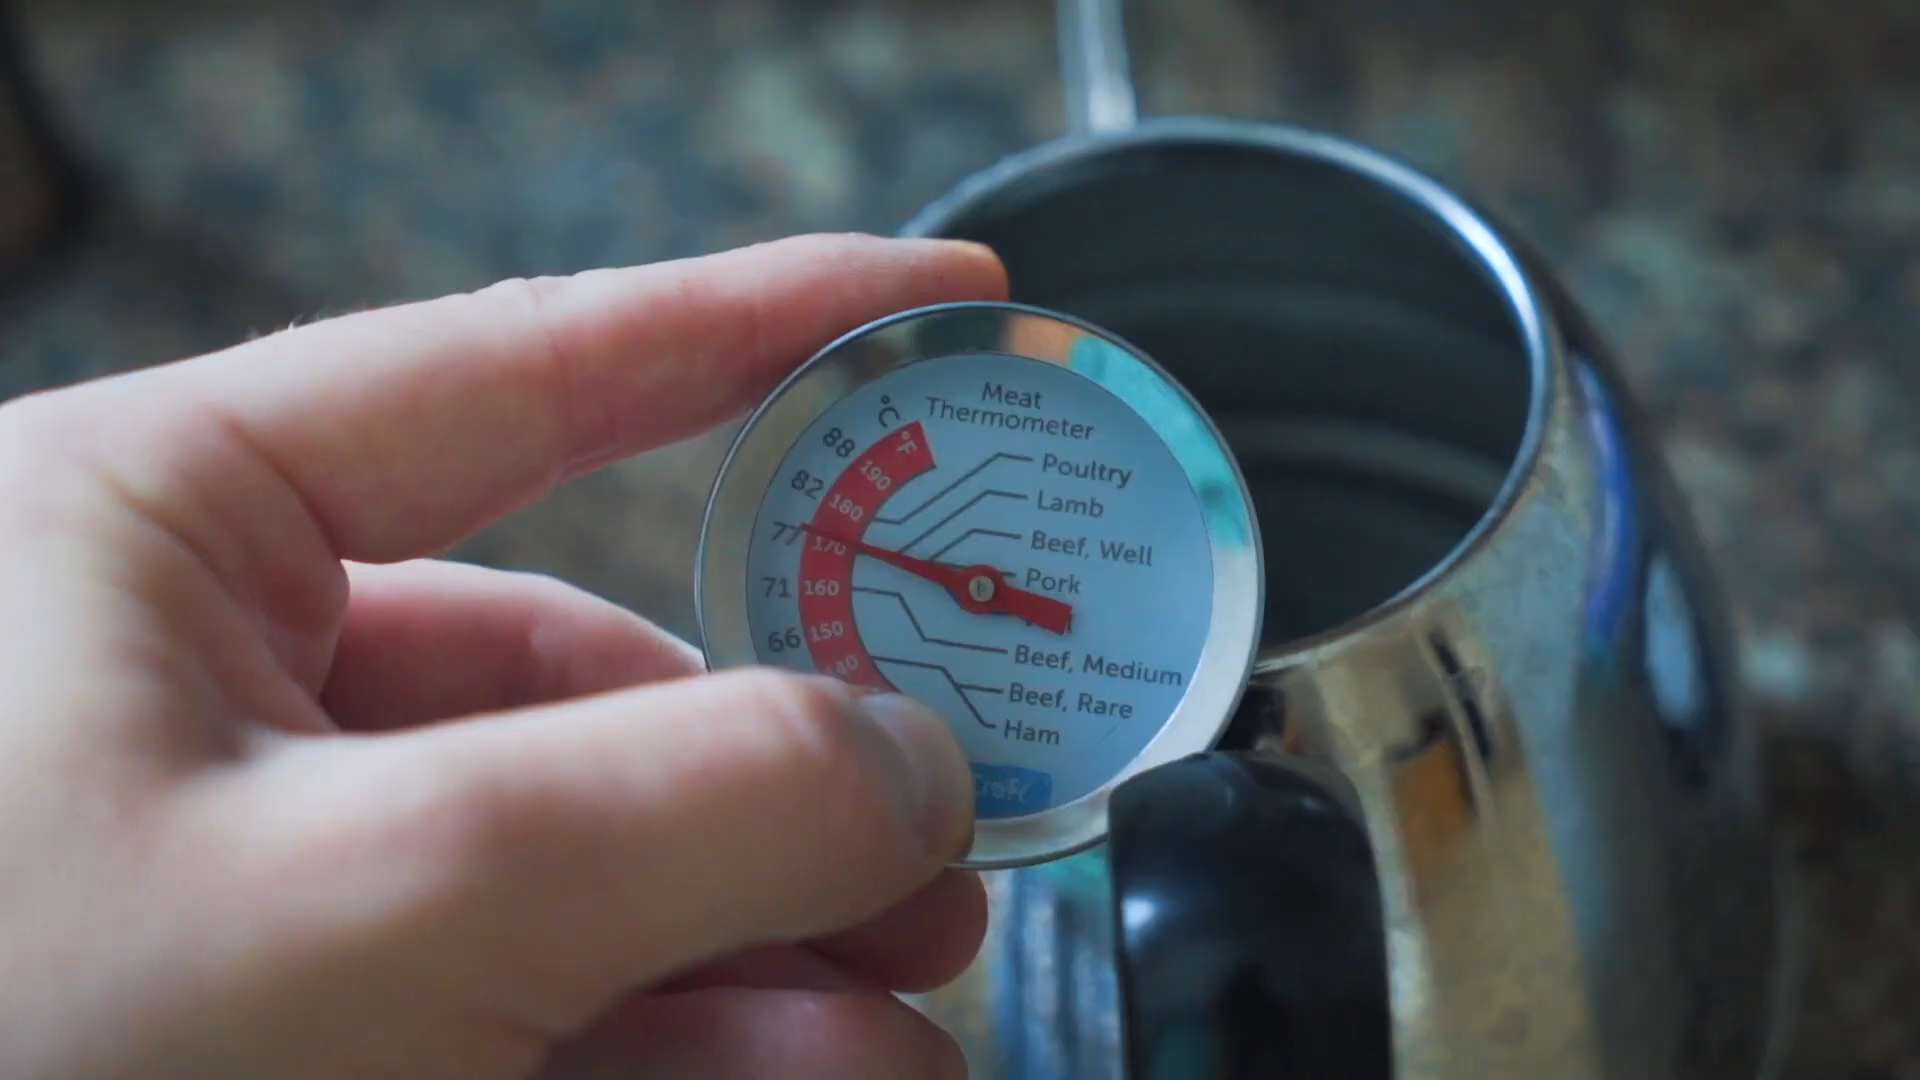 Meat
Thermometer
°C °F
88 190
82 180
77 170
71 160
66 150
Poultry
Lamb
Beef, Well
Pork
Beef, Medium
Beef, Rare
Ham